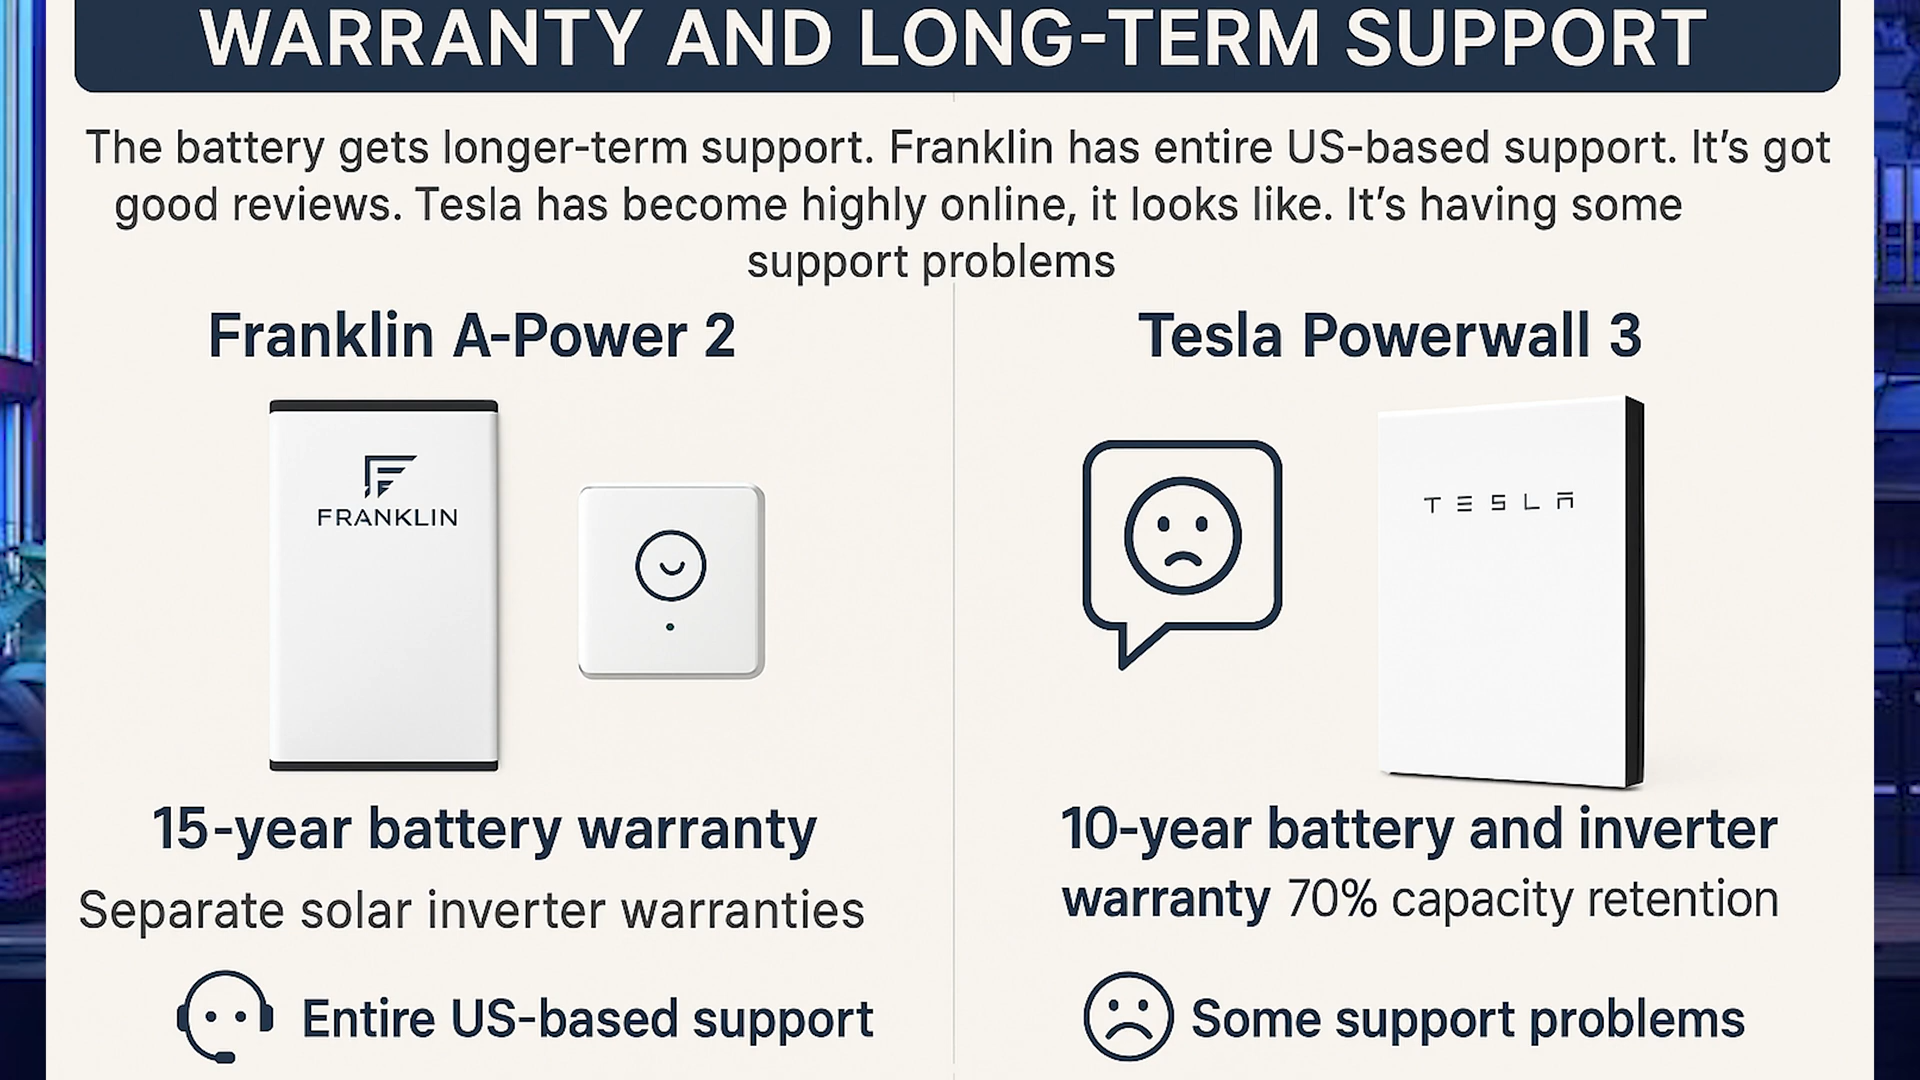 WARRANTY AND LONG-TERM SUPPORT
The battery gets longer-term support. Franklin has entire US-based support. It’s got
good reviews. Tesla has become highly online, it looks like. It’s having some
support problems
Franklin A-Power 2
FRANKLIN
15-year battery warranty
Separate solar inverter warranties
Entire US-based support
Tesla Powerwall 3
TESLA
10-year battery and inverter
warranty 70% capacity retention
Some support problems